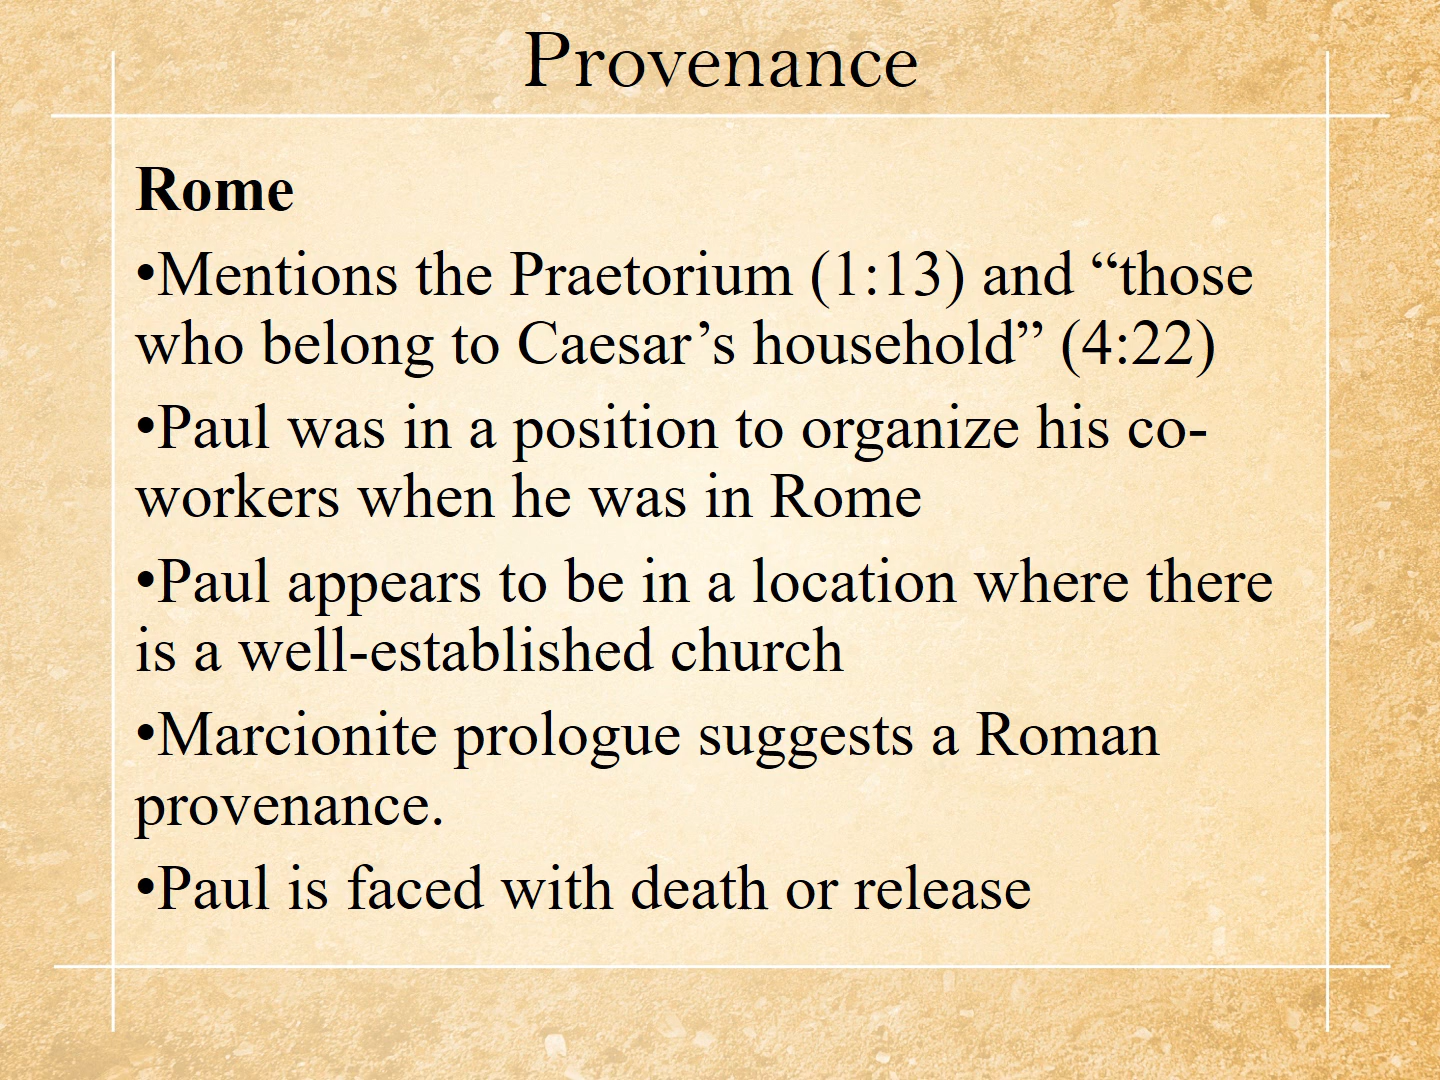 Provenance
Rome
•Mentions the Praetorium (1:13) and “those
who belong to Caesar’s household” (4:22)
•Paul was in a position to organize his co-
workers when he was in Rome
•Paul appears to be in a location where there
is a well-established church
•Marcionite prologue suggests a Roman
provenance.
•Paul is faced with death or release